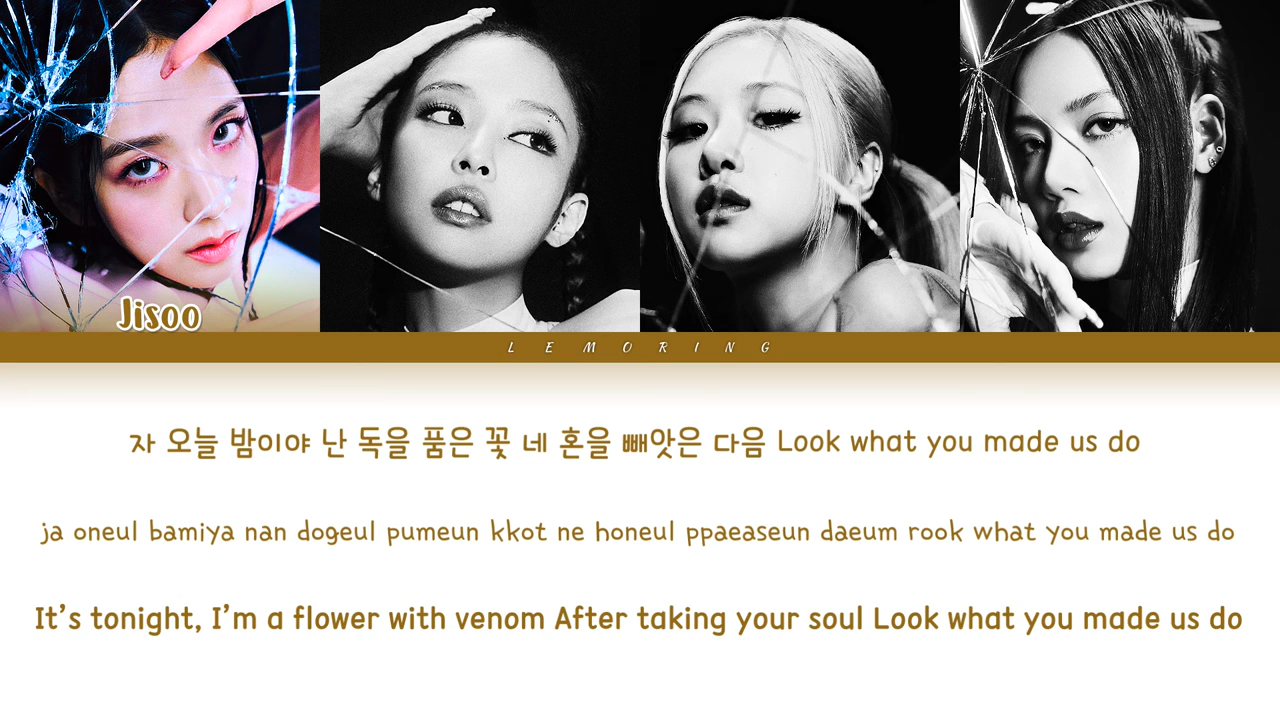 Jisoo
LEMORING
자 오늘 밤이야 난 독을 품은 꽃 네 혼을 빼앗은 다음 Look what you made us do
ja oneul bamiya nan dogeul pumeun kkot ne honeul ppaeaseun daeum rook what you made us do
It's tonight, I'm a flower with venom After taking your soul Look what you made us do